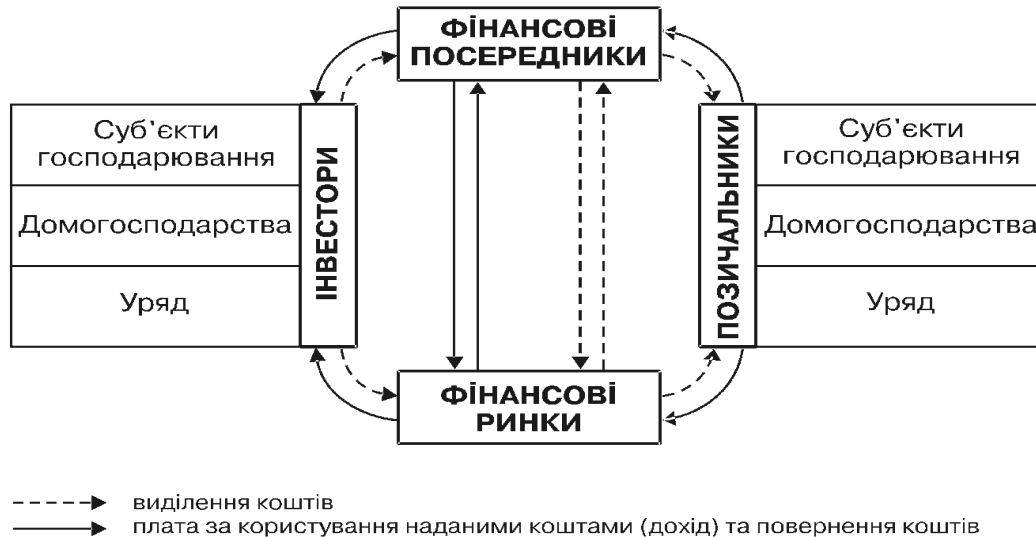 ФІНАНСОВІ
ПОСЕРЕДНИКИ
Суб'єкти
господарювання
Домогосподарства
Уряд
ІНВЕСТОРИ
ПОЗИЧАЛЬНИКИ
Суб'єкти
господарювання
Домогосподарства
Уряд
ФІНАНСОВІ
РИНКИ
виділення коштів
плата за користування наданими коштами (дохід) та повернення коштів